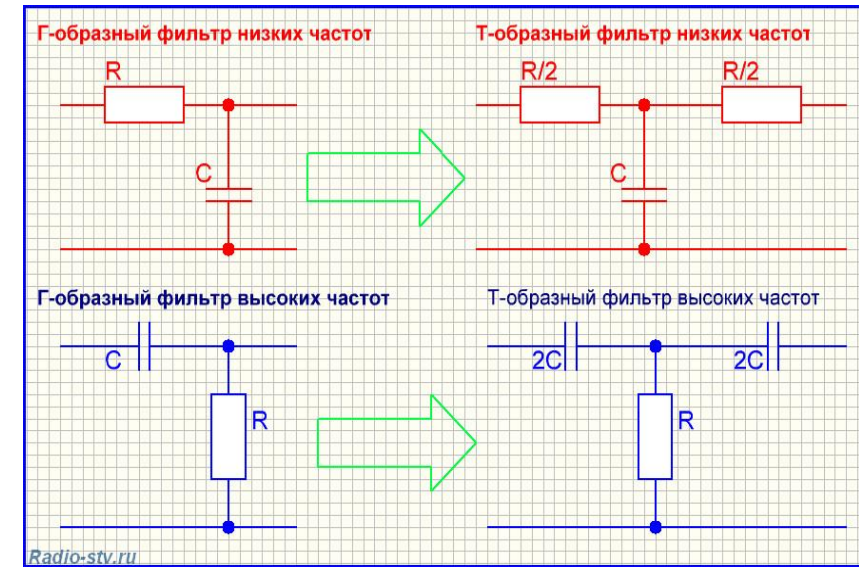 Г-образный фильтр низких частот
Т-образный фильтр низких частот
R
R/2
R/2
C
C
Г-образный фильтр высоких частот
Т-образный фильтр высоких частот
C
2C
2C
R
R
Radio-stv.ru